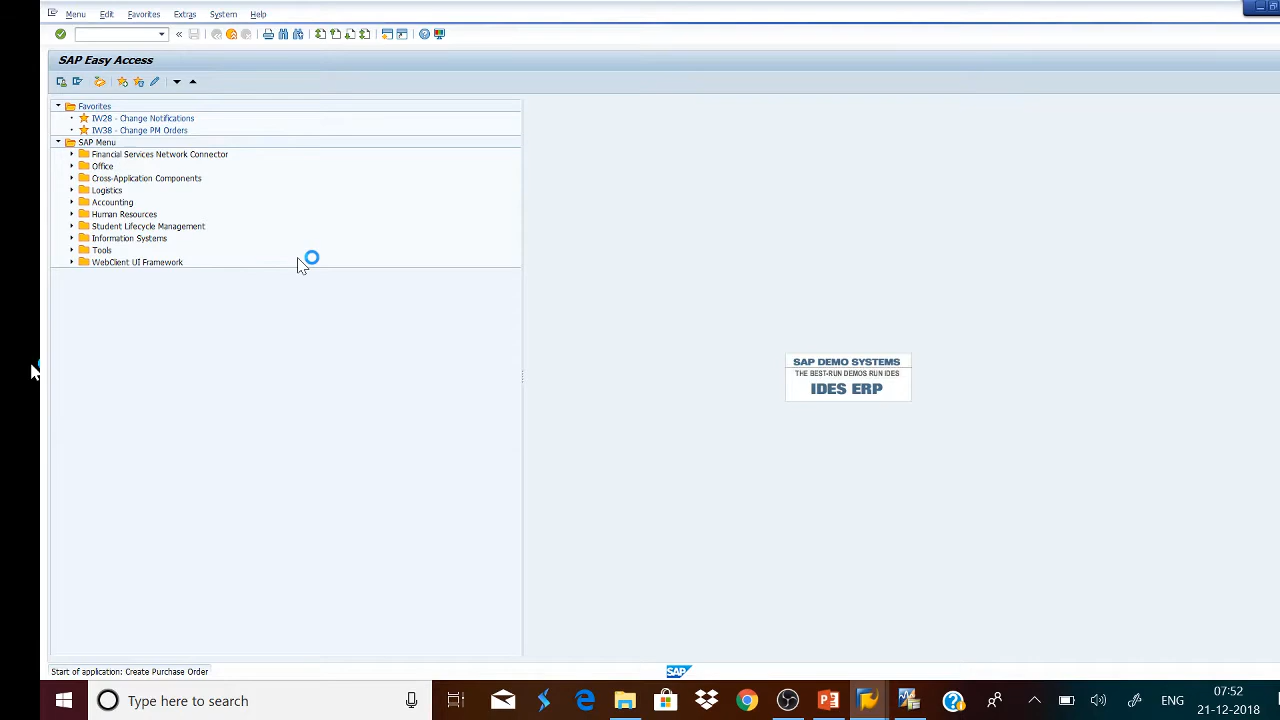 Menu Edit Favorites Extras System Help
SAP Easy Access
Favorites
IW28 - Change Notifications
IW38 - Change PM Orders
SAP Menu
Financial Services Network Connector
Office
Cross-Application Components
Logistics
Accounting
Human Resources
Student Lifecycle Management
Information Systems
Tools
WebClient UI Framework
SAP DEMO SYSTEMS
THE BEST-RUN DEMOS RUN IDES
IDES ERP
Start of application: Create Purchase Order
SAP
Type here to search
ENG
07:52
21-12-2018